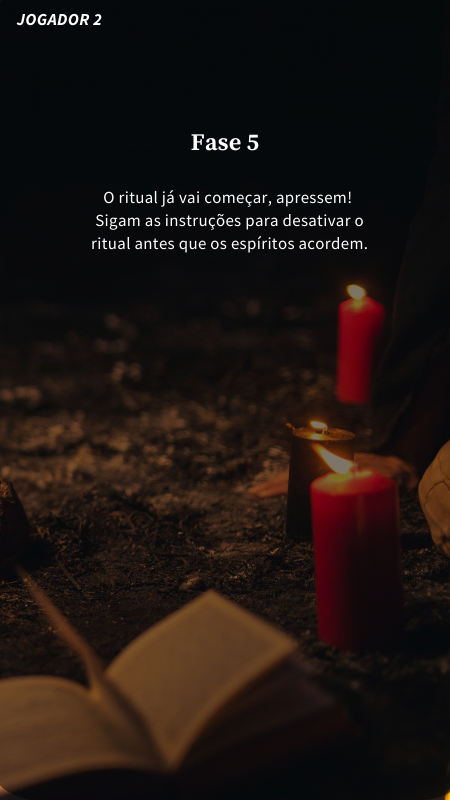 JOGADOR 2
Fase 5
O ritual já vai começar, apressem!
Sigam as instruções para desativar o
ritual antes que os espíritos acordem.